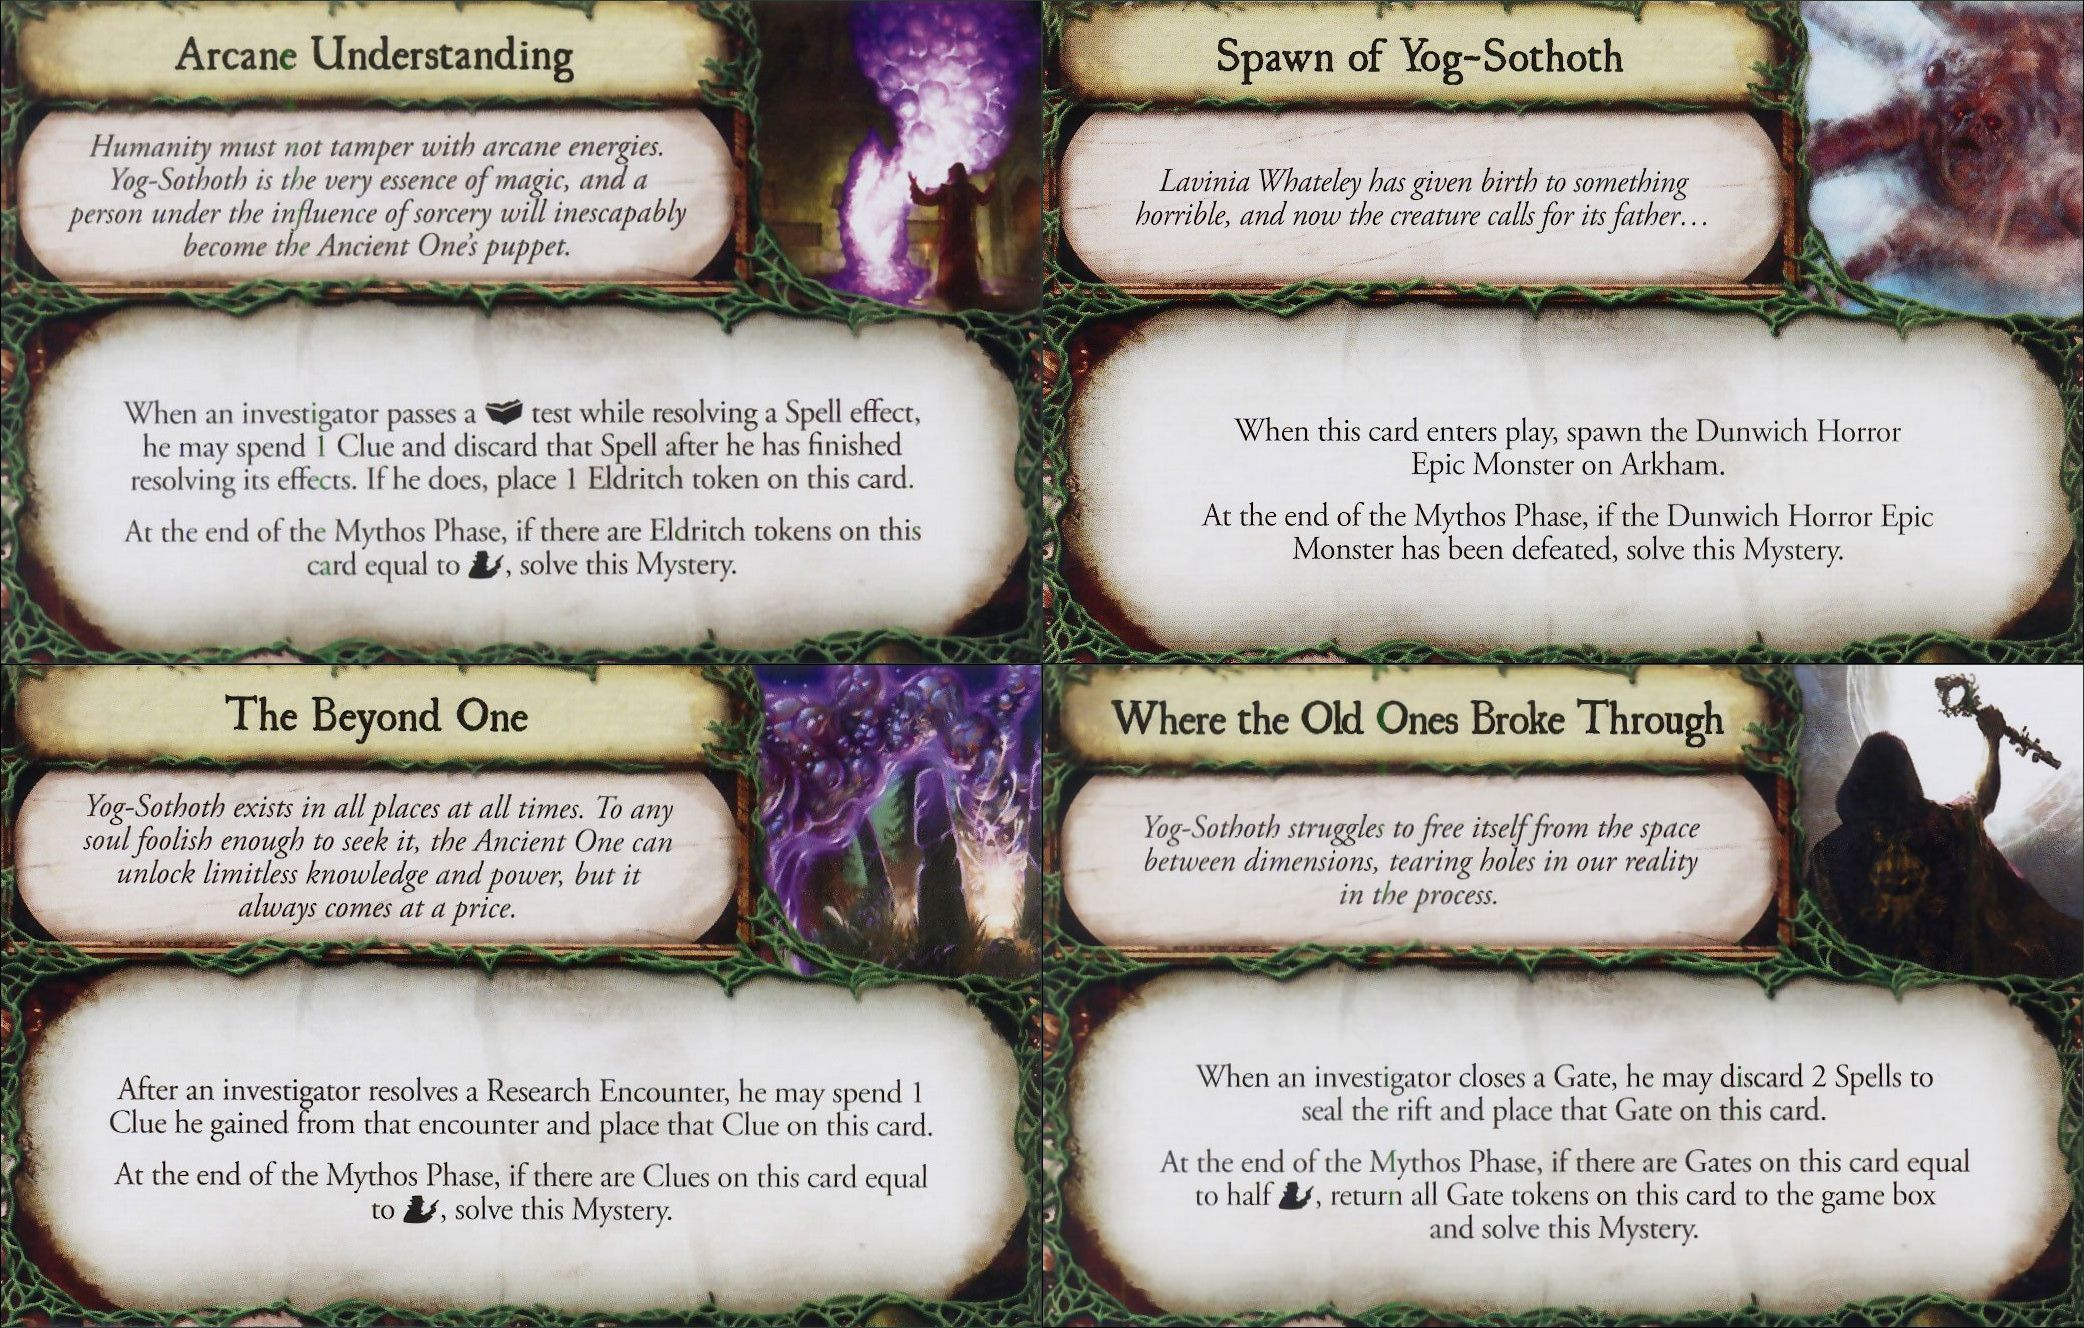 Arcane Understanding
Humanity must not tamper with arcane energies.
Yog-Sothoth is the very essence of magic, and a
person under the influence of sorcery will inescapably
become the Ancient One's puppet.
When an investigator passes a test while resolving a Spell effect,
he may spend 1 Clue and discard that Spell after he has finished
resolving its effects. If he does, place 1 Eldritch token on this card.
At the end of the Mythos Phase, if there are Eldritch tokens on this
card equal to , solve this Mystery.
Spawn of Yog-Sothoth
Lavinia Whateley has given birth to something
horrible, and now the creature calls for its father…
When this card enters play, spawn the Dunwich Horror
Epic Monster on Arkham.
At the end of the Mythos Phase, if the Dunwich Horror Epic
Monster has been defeated, solve this Mystery.
The Beyond One
Yog-Sothoth exists in all places at all times. To any
soul foolish enough to seek it, the Ancient One can
unlock limitless knowledge and power, but it
always comes at a price.
After an investigator resolves a Research Encounter, he may spend 1
Clue he gained from that encounter and place that Clue on this card.
At the end of the Mythos Phase, if there are Clues on this card equal
to , solve this Mystery.
Where the Old Ones Broke Through
Yog-Sothoth struggles to free itself from the space
between dimensions, tearing holes in our reality
in the process.
When an investigator closes a Gate, he may discard 2 Spells to
seal the rift and place that Gate on this card.
At the end of the Mythos Phase, if there are Gates on this card equal
to half , return all Gate tokens on this card to the game box
and solve this Mystery.